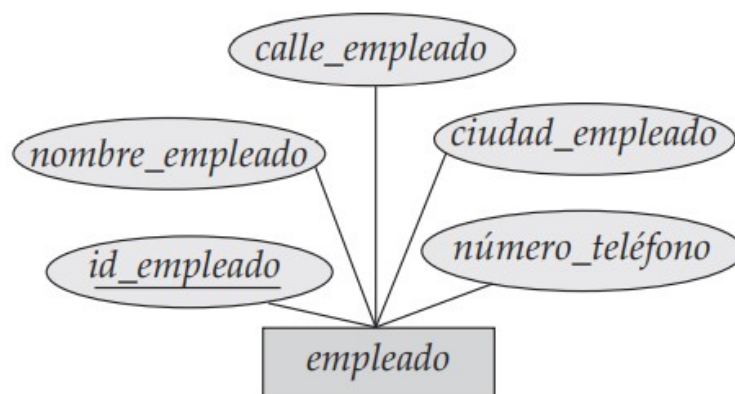 calle_empleado
nombre_empleado
ciudad_empleado
id_empleado
número_teléfono
empleado